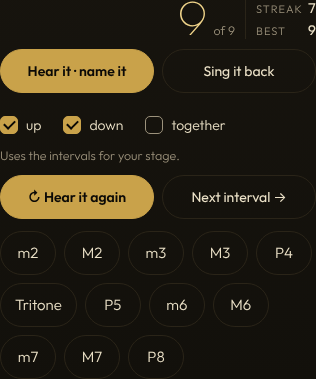 9 of 9
STREAK 7
BEST 9
Hear it · name it
Sing it back
up down together
Uses the intervals for your stage.
↻ Hear it again
Next interval →
m2 M2 m3 M3 P4
Tritone P5 m6 M6
m7 M7 P8